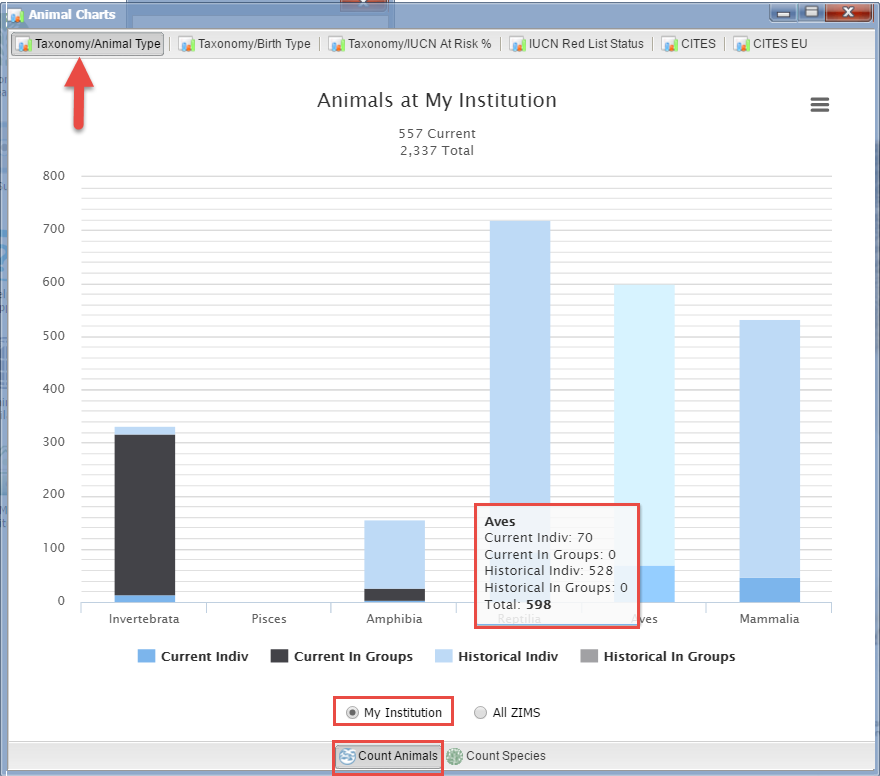 Animal Charts
Taxonomy/Animal Type
Taxonomy/Birth Type
Taxonomy/IUCN At Risk %
IUCN Red List Status
CITES
CITES EU
Animals at My Institution
557 Current
2,337 Total
800
700
600
500
400
300
200
100
0
Aves
Current Indiv: 70
Current In Groups: 0
Historical Indiv: 528
Historical In Groups: 0
Total: 598
Invertebrata
Pisces
Amphibia
Reptilia
Aves
Mammalia
Current Indiv
Current In Groups
Historical Indiv
Historical In Groups
My Institution
All ZIMS
Count Animals
Count Species